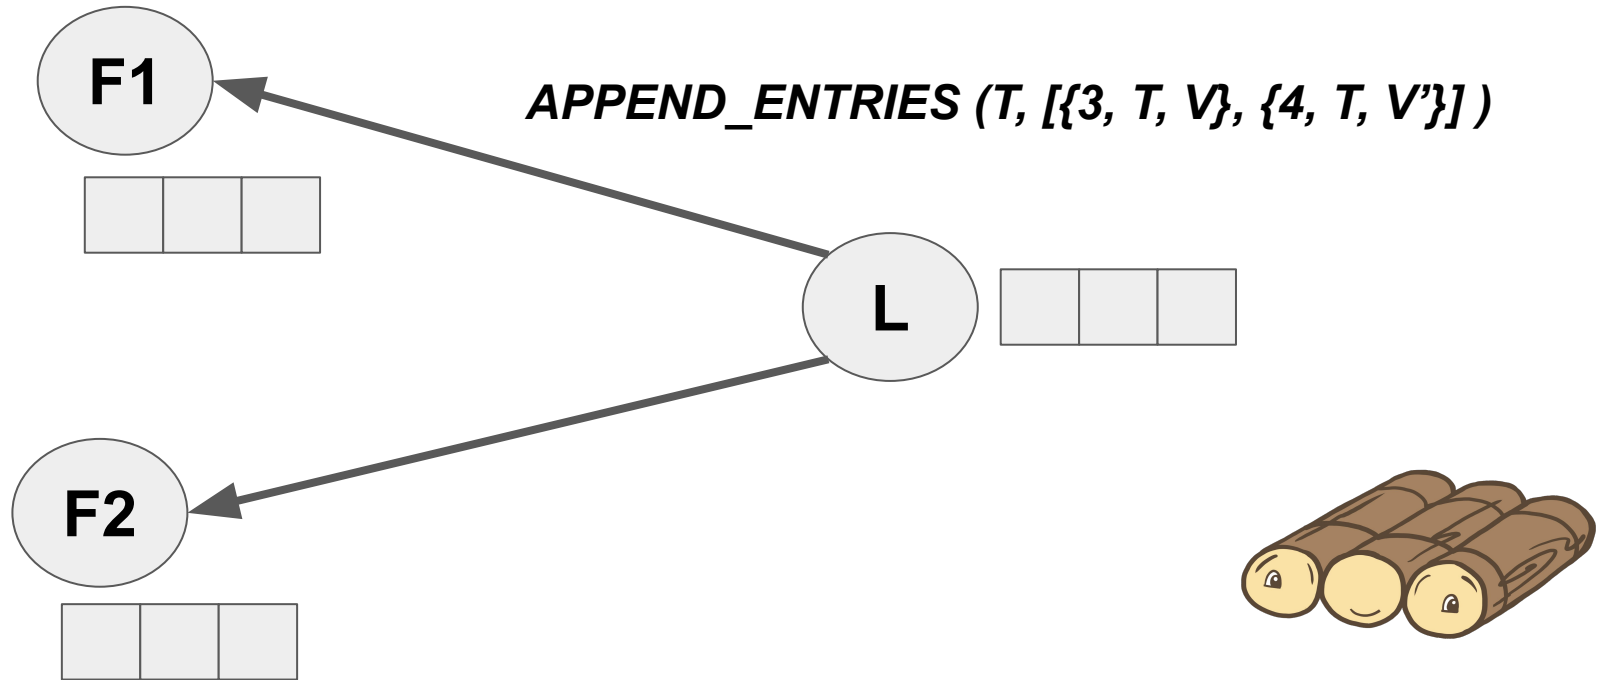 F1
APPEND_ENTRIES (T, [{3, T, V}, {4, T, V’}] )
L
F2